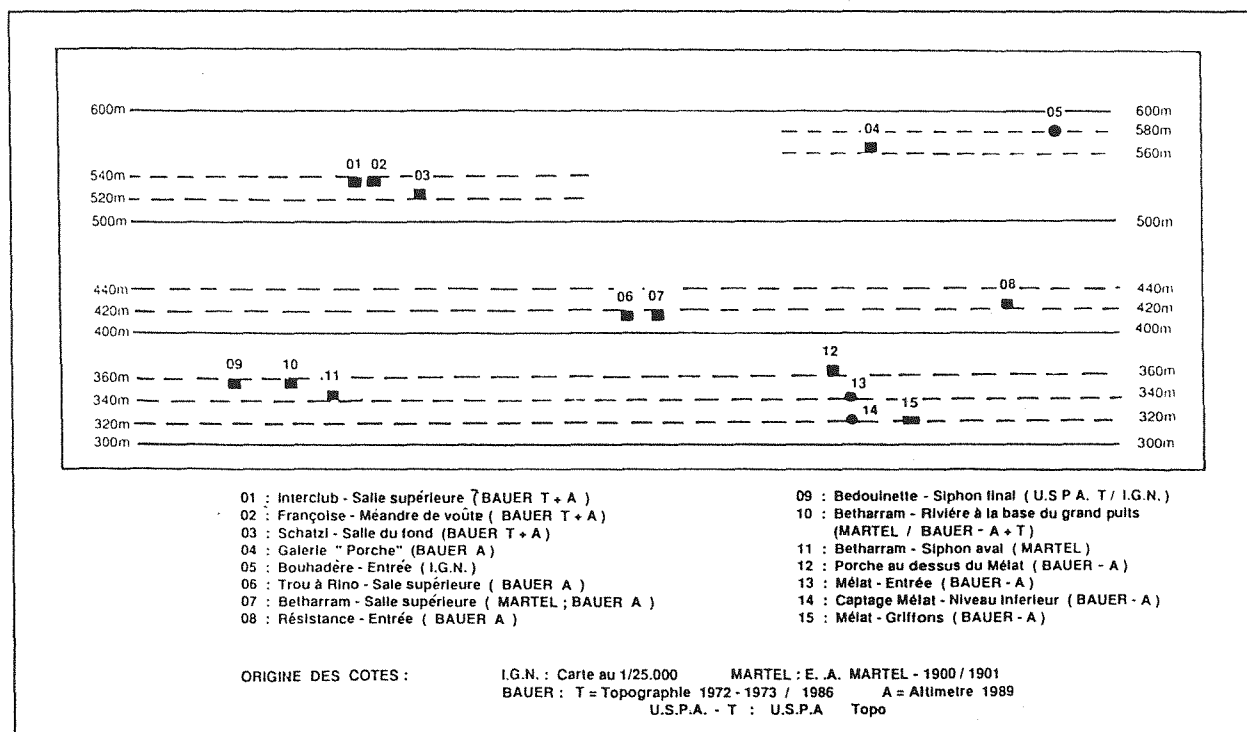 600m 05 600m
04 580m
01 02 560m
540m 03
520m
500m 500m
440m 08 440m
420m 06 07 420m
400m 400m
09 10 12
360m 11 13 360m
340m 14 15 340m
320m 320m
300m 300m
01 : Interclub - Salle supérieure (BAUER T + A )
02 : Françoise - Méandre de voûte ( BAUER T + A)
03 : Schatzi - Salle du fond (BAUER T + A)
04 : Galerie " Porche" (BAUER A)
05 : Bouhadère - Entrée ( I.G.N.)
06 : Trou à Rino - Sale supérieure ( BAUER A)
07 : Betharram - Salle supérieure ( MARTEL ; BAUER A )
08 : Résistance - Entrée ( BAUER A )
09 : Bedouinette - Siphon final ( U.S P A. T / I.G.N.)
10 : Betharram - Rivière à la base du grand puits
(MARTEL / BAUER - A + T)
11 : Betharram - Siphon aval ( MARTEL)
12 : Porche au dessus du Mélat ( BAUER - A)
13 : Mélat - Entrée ( BAUER - A)
14 : Captage Mélat - Niveau inferieur ( BAUER - A)
15 : Mélat - Griffons ( BAUER - A )
ORIGINE DES COTES : I.G.N. : Carte au 1/25.000 MARTEL : E. .A. MARTEL - 1900 / 1901
BAUER : T = Topographie 1972 - 1973 / 1986 A = Altimetre 1989
U.S.P.A. - T : U.S.P.A Topo